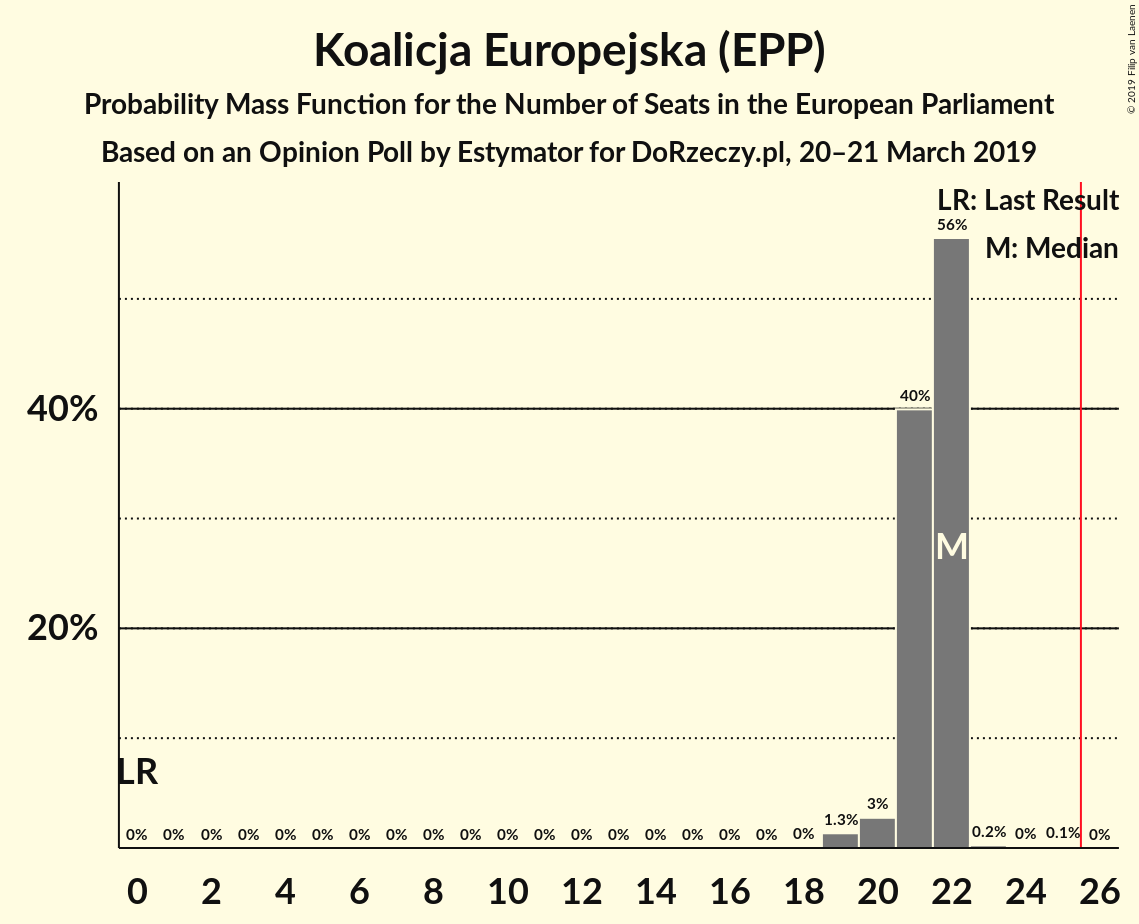 Koalicja Europejska (EPP)
Probability Mass Function for the Number of Seats in the European Parliament
Based on an Opinion Poll by Estymator for DoRzeczy.pl, 20–21 March 2019
© 2019 Filip van Laenen
LR: Last Result
M: Median
56%
40%
40%
M
20%
LR
0% 0% 0% 0% 0% 0% 0% 0% 0% 0% 0% 0% 0% 0% 0% 0% 0% 0% 0% 1.3% 3% 0.2% 0% 0.1% 0%
0 2 4 6 8 10 12 14 16 18 20 22 24 26